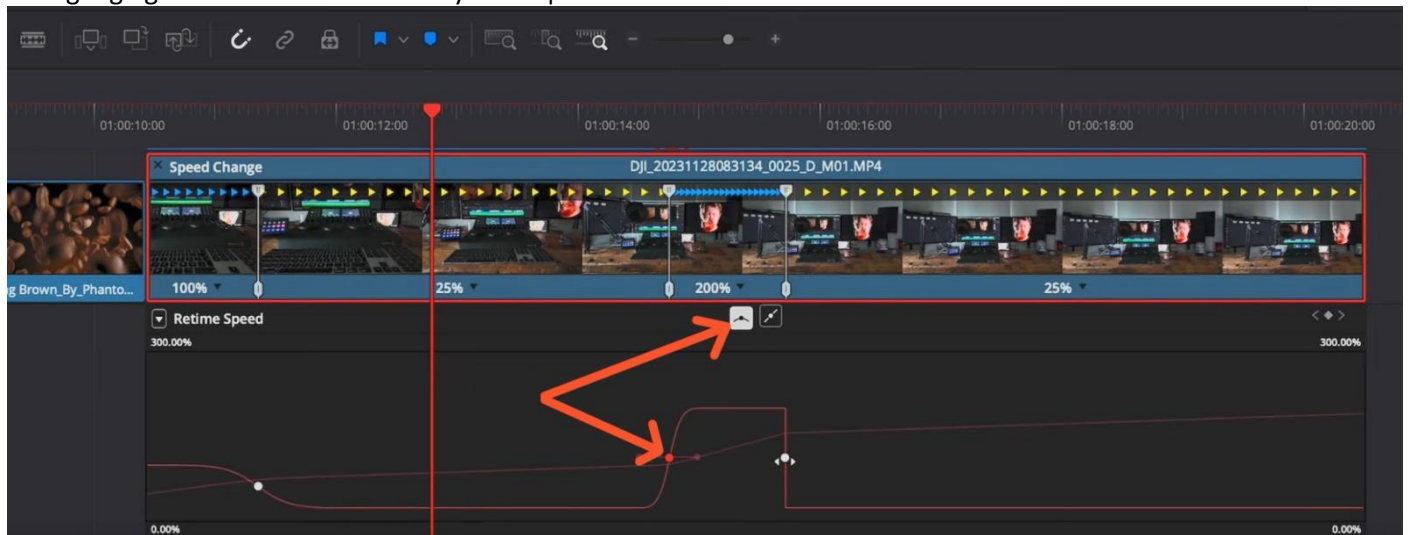 01:00:10:00 01:00:12:00 01:00:14:00 01:00:16:00 01:00:18:00 01:00:20:00
× Speed Change DJI_20231128083134_0025_D_M01.MP4
g Brown_By_Phanto... 100% 25% 200% 25%
Retime Speed
300.00% 300.00%
0.00% 0.00%